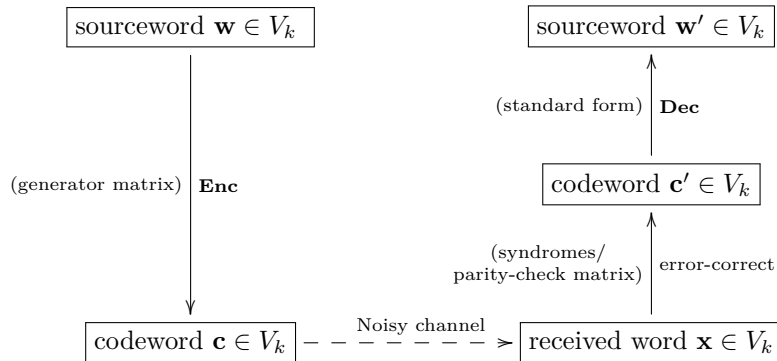 sourceword w ∈ V_k
sourceword w′ ∈ V_k
(standard form) Dec
(generator matrix) Enc
codeword c′ ∈ V_k
(syndromes/
parity-check matrix) error-correct
codeword c ∈ V_k
Noisy channel
received word x ∈ V_k